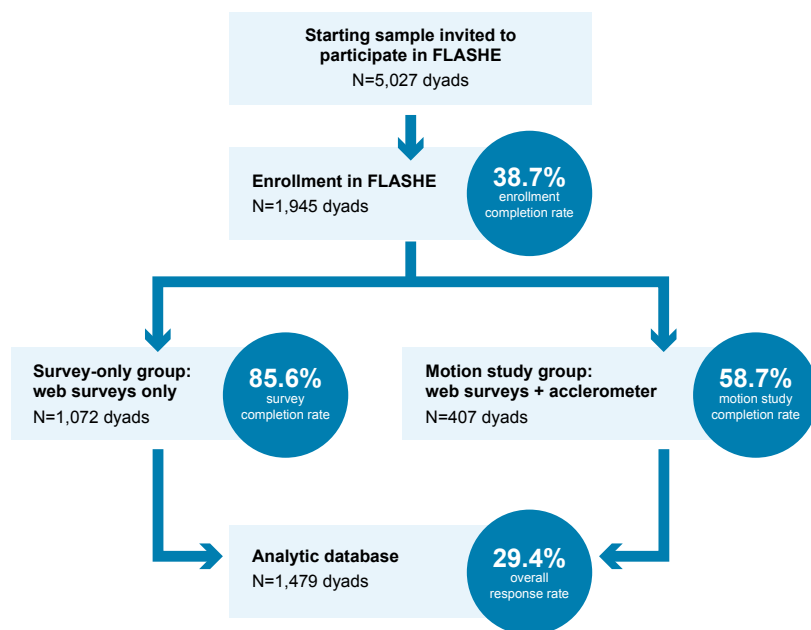 Starting sample invited to
participate in FLASHE
N=5,027 dyads
Enrollment in FLASHE
N=1,945 dyads
38.7%
enrollment
completion rate
Survey-only group:
web surveys only
N=1,072 dyads
85.6%
survey
completion rate
Motion study group:
web surveys + acclerometer
N=407 dyads
58.7%
motion study
completion rate
Analytic database
N=1,479 dyads
29.4%
overall
response rate